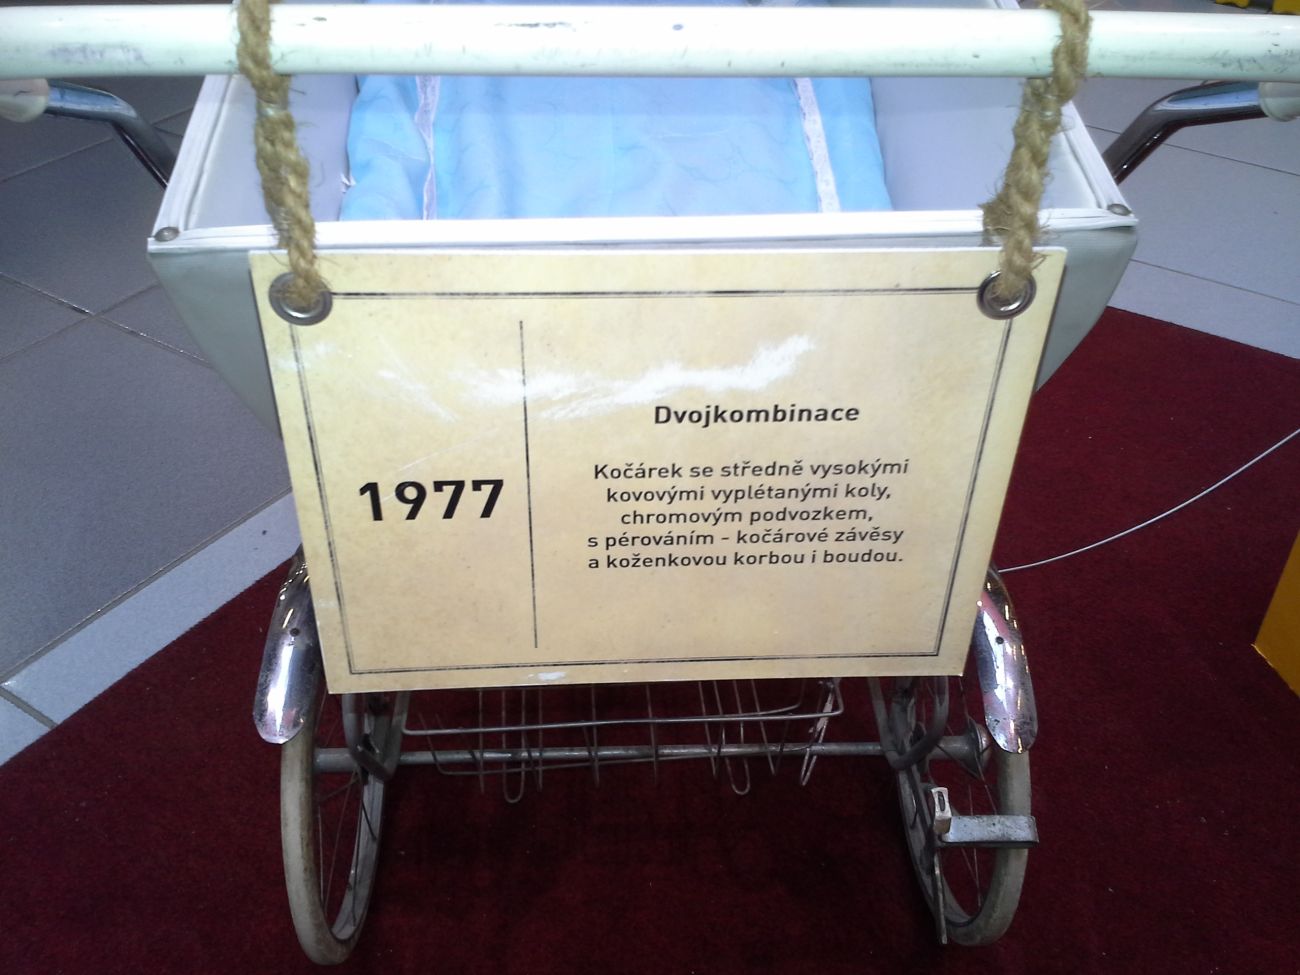 1977
Dvojkombinace
Kočárek se středně vysokými
kovovými vyplétanými koly,
chromovým podvozkem,
s pérováním - kočárové závěsy
a koženkovou korbou i boudou.